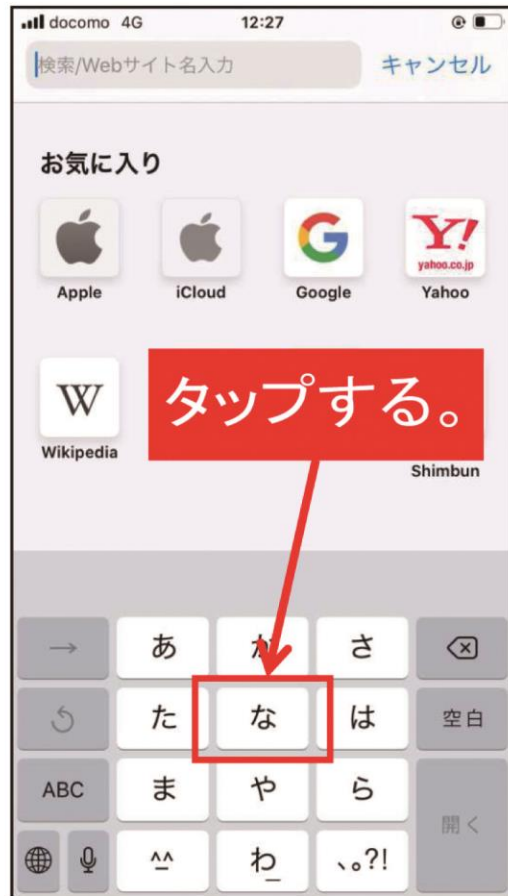 docomo 4G 12:27
検索/Webサイト名入力 キャンセル
お気に入り
Y!
yahoo.co.jp
Apple iCloud Google Yahoo
W
タップする。
Wikipedia
Shimbun
→ あ さ
た な は 空白
ABC ま や ら
開く
^^ わ 、。?!